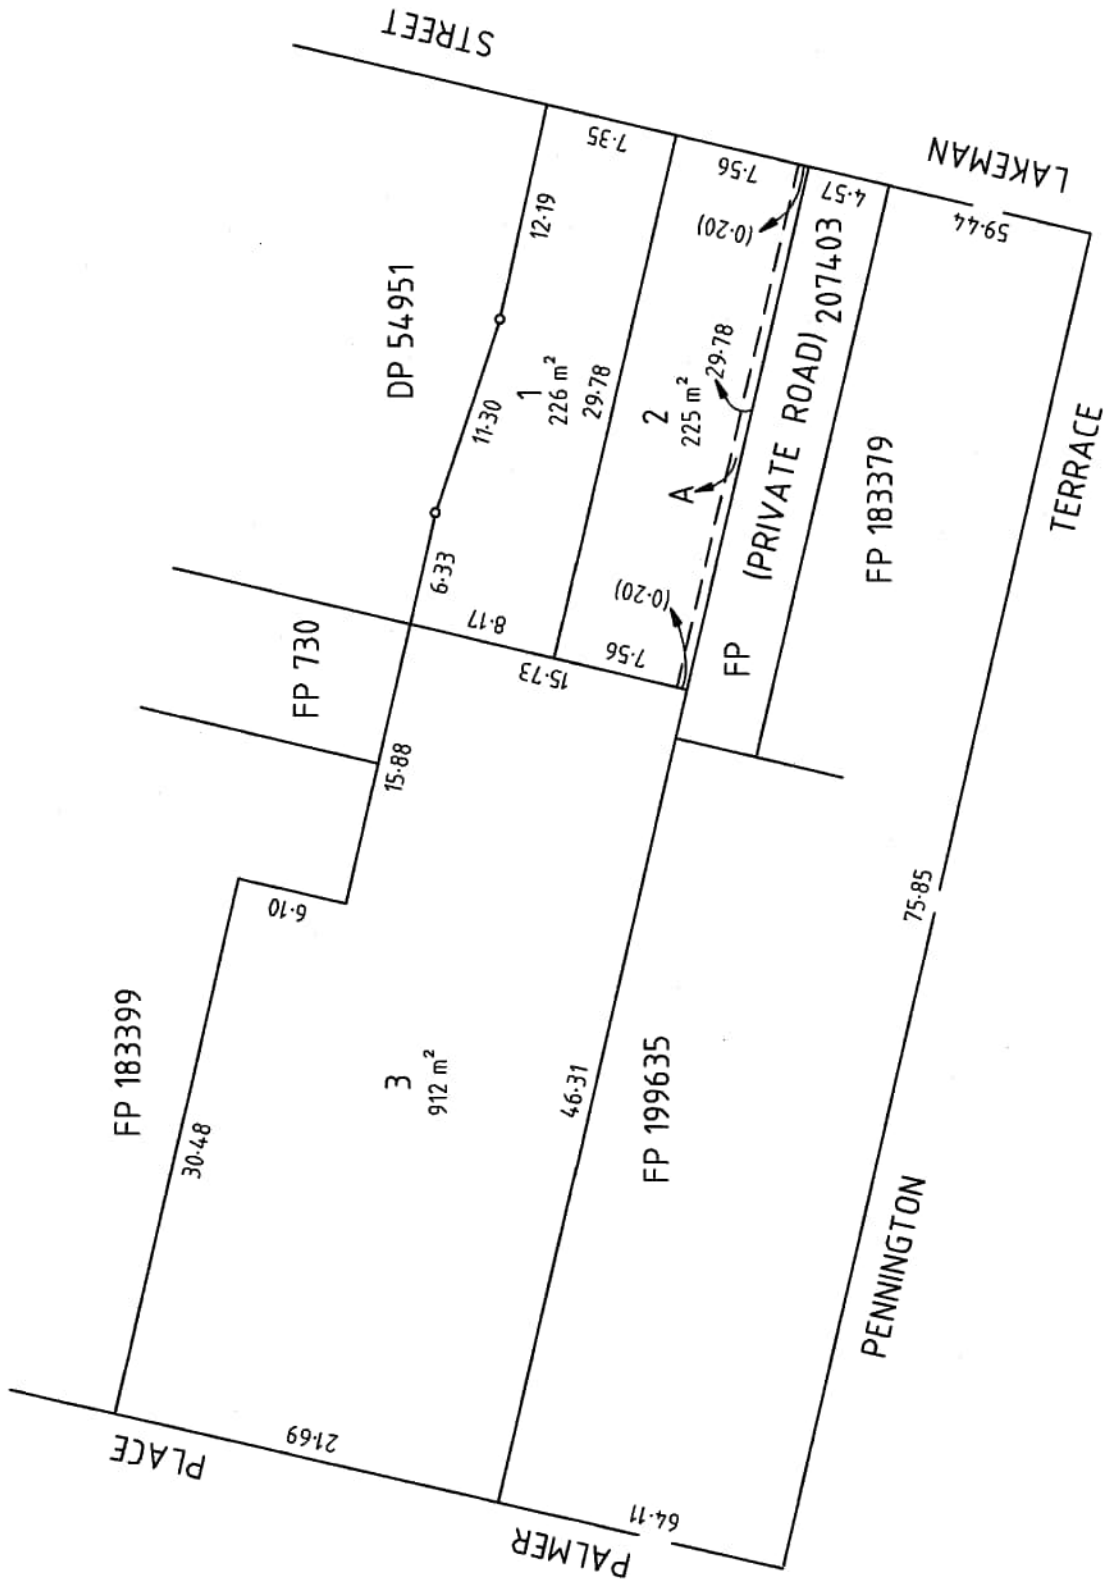 STREET
LAKEMAN
7·35
7·56
4·57
59·44
12·19
DP 54951
11·30
1
226 m²
29·78
(0·20)
2
225 m²
29·78
A
(0·20)
(PRIVATE ROAD)
FP 207403
FP 183379
TERRACE
6·33
8·17
7·56
15·73
FP 730
15·88
6·10
FP 183399
30·48
3
912 m²
46·31
FP 199635
75·85
PENNINGTON
PLACE
21·69
PALMER
64·11